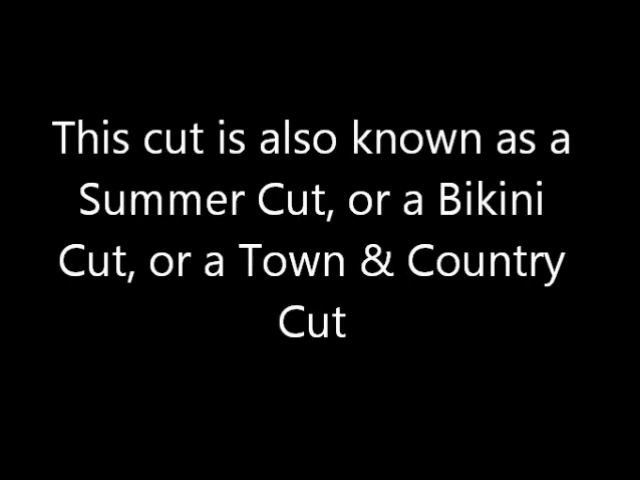 This cut is also known as a
Summer Cut, or a Bikini
Cut, or a Town & Country
Cut